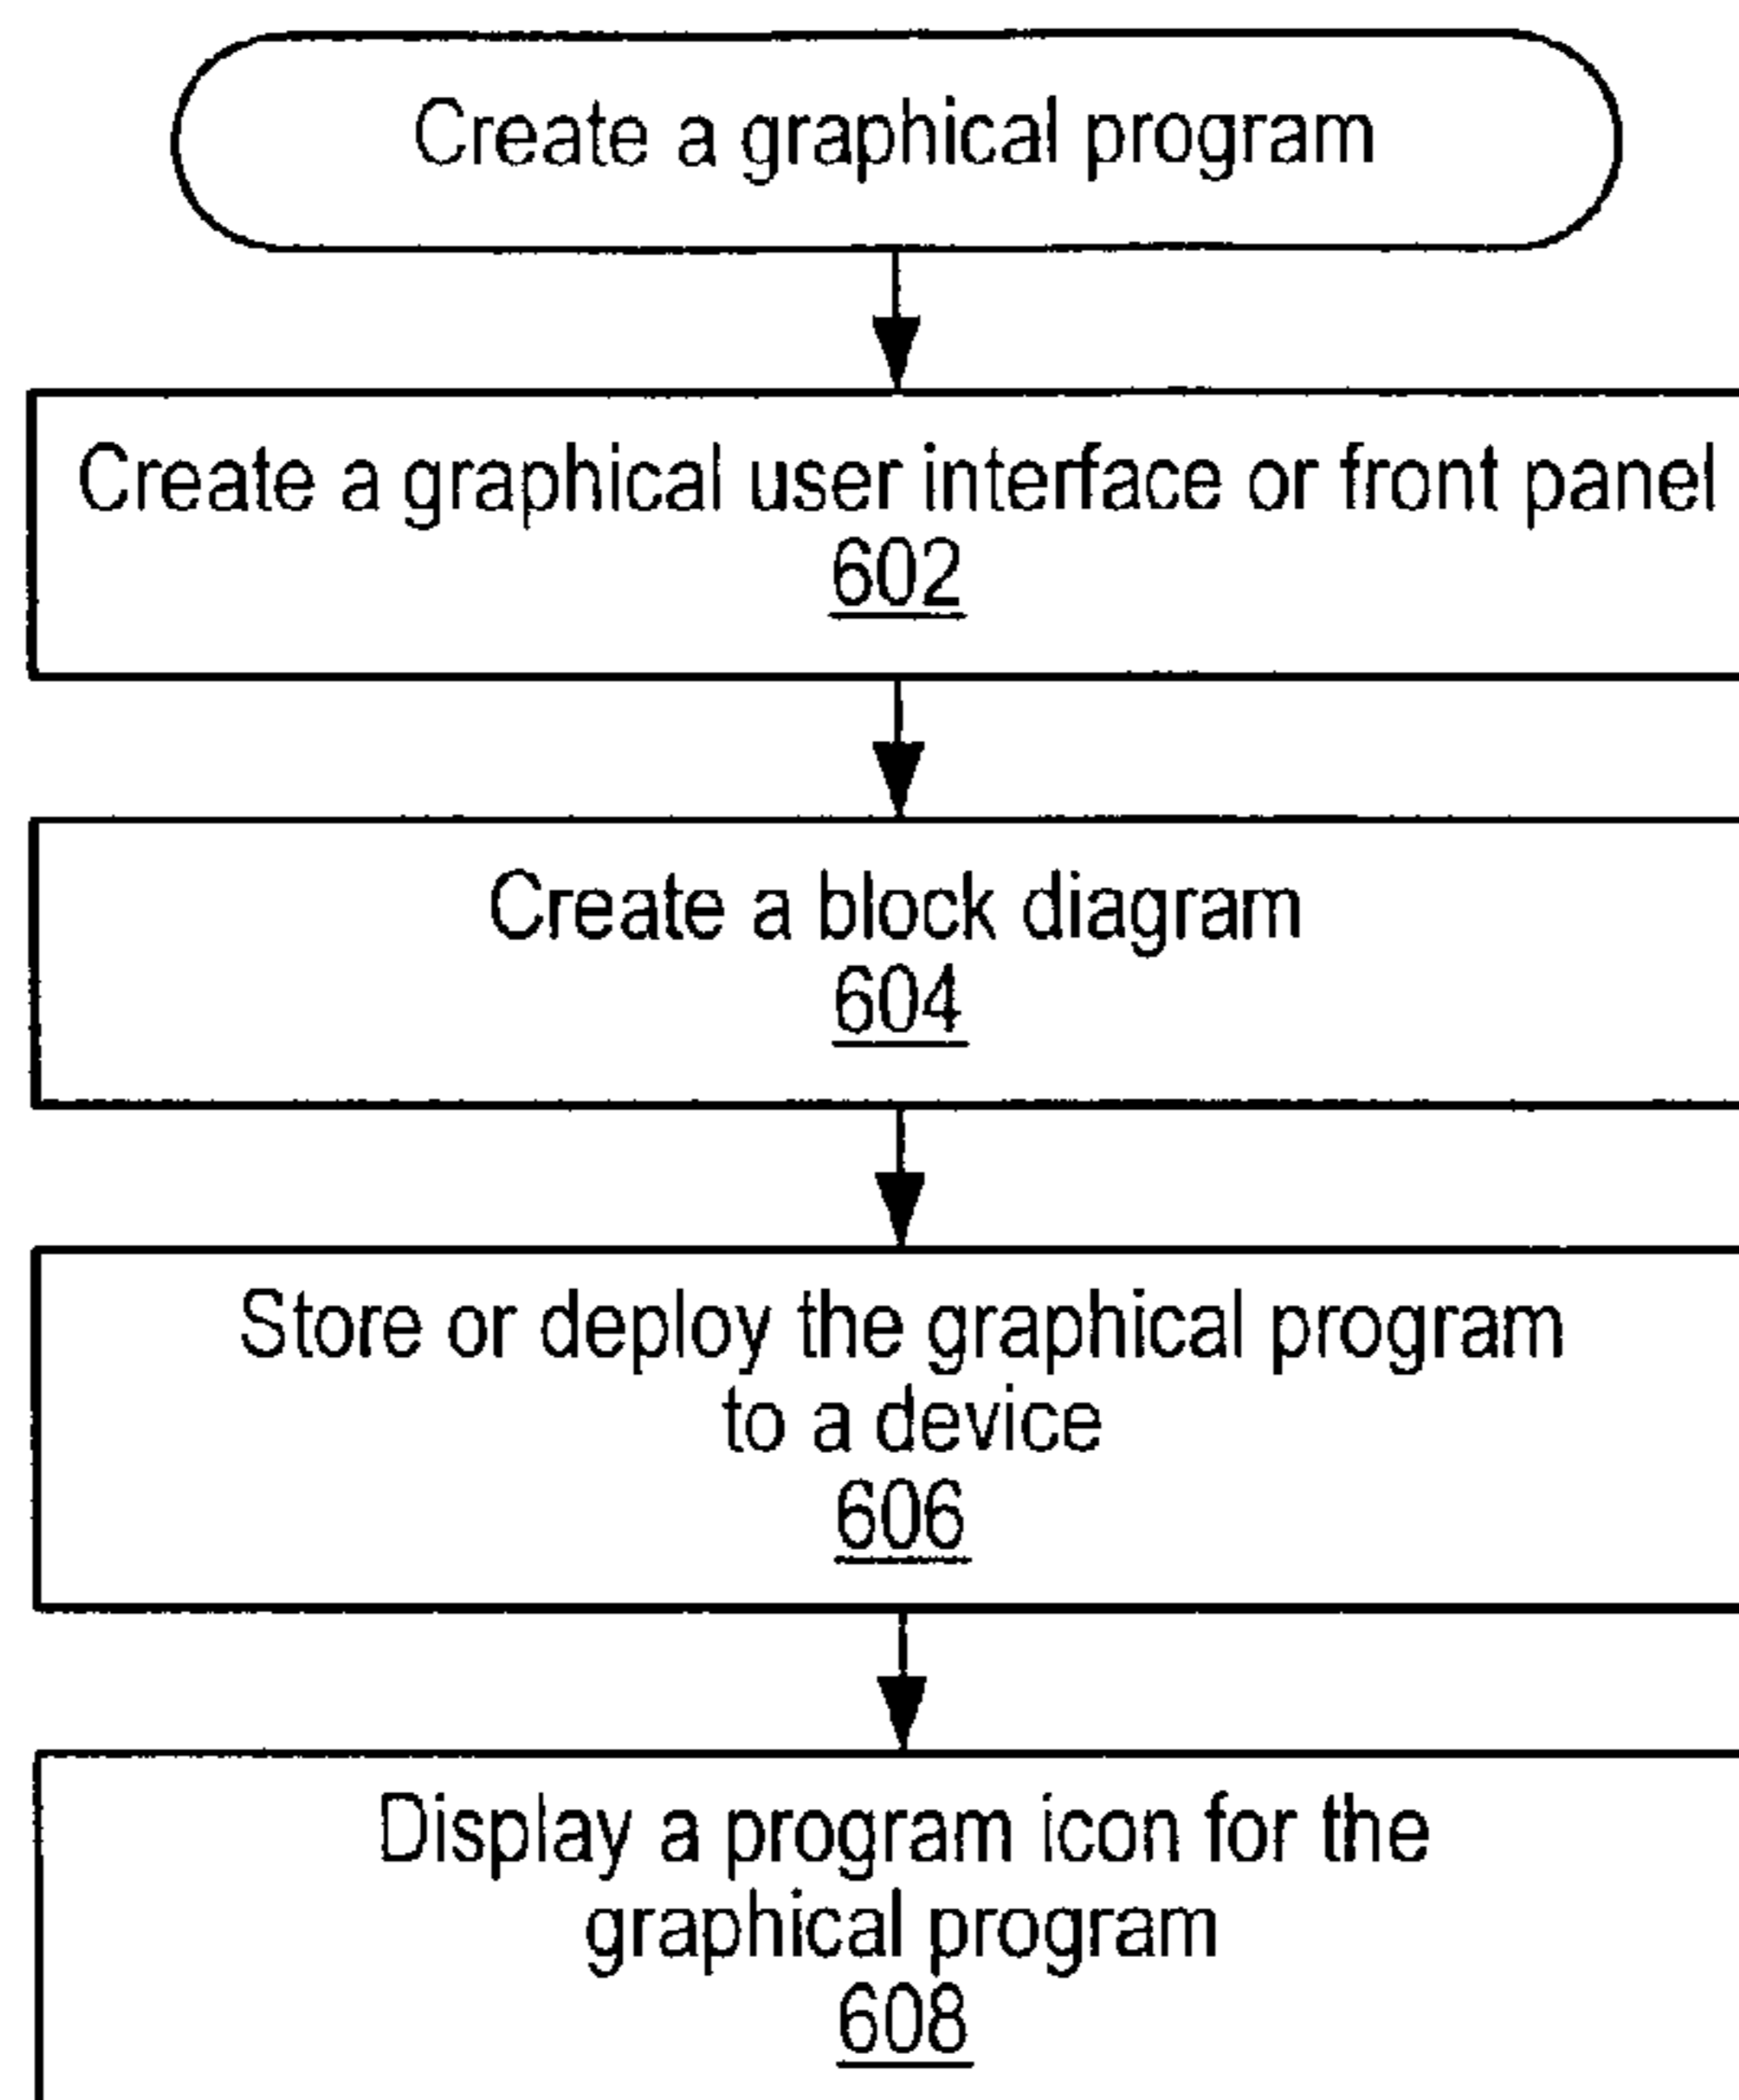 Create a graphical program
Create a graphical user interface or front panel
602
Create a block diagram
604
Store or deploy the graphical program
to a device
606
Display a program icon for the
graphical program
608